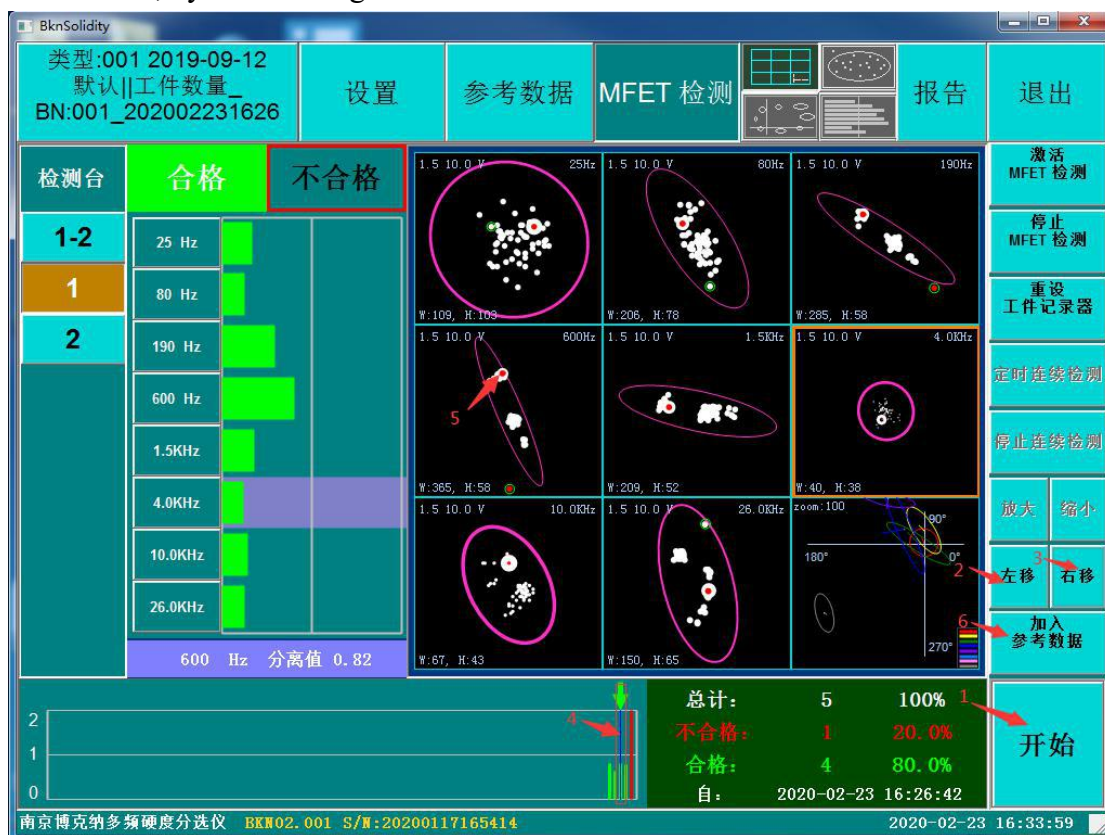 BknSolidity
类型:001 2019-09-12
默认||工件数量_
BN:001_202002231626
设置
参考数据
MFET 检测
报告
退出
检测台
合格
不合格
1-2
1
2
25 Hz
80 Hz
190 Hz
600 Hz
1.5KHz
4.0KHz
10.0KHz
26.0KHz
600 Hz 分离值 0.82
1.5 10.0 V 25Hz
W:109, H:103
1.5 10.0 V 80Hz
W:206, H:78
1.5 10.0 V 190Hz
W:285, H:58
1.5 10.0 V 600Hz
5
W:365, H:58
1.5 10.0 V 1.5KHz
W:209, H:52
1.5 10.0 V 4.0KHz
W:40, H:38
1.5 10.0 V 10.0KHz
W:67, H:43
1.5 10.0 V 26.0KHz
W:150, H:65
zoom:100
90°
180°
0°
270°
激活
MFET 检测
停止
MFET 检测
重设
工件记录器
定时连续检测
停止连续检测
放大
缩小
2
左移
3
右移
6
加入
参考数据
1
开始
2
1
0
4
总计: 5 100%
不合格: 1 20.0%
合格: 4 80.0%
自: 2020-02-23 16:26:42
南京博克纳多频硬度分选仪 BKN02.001 S/N:20200117165414
2020-02-23 16:33:59